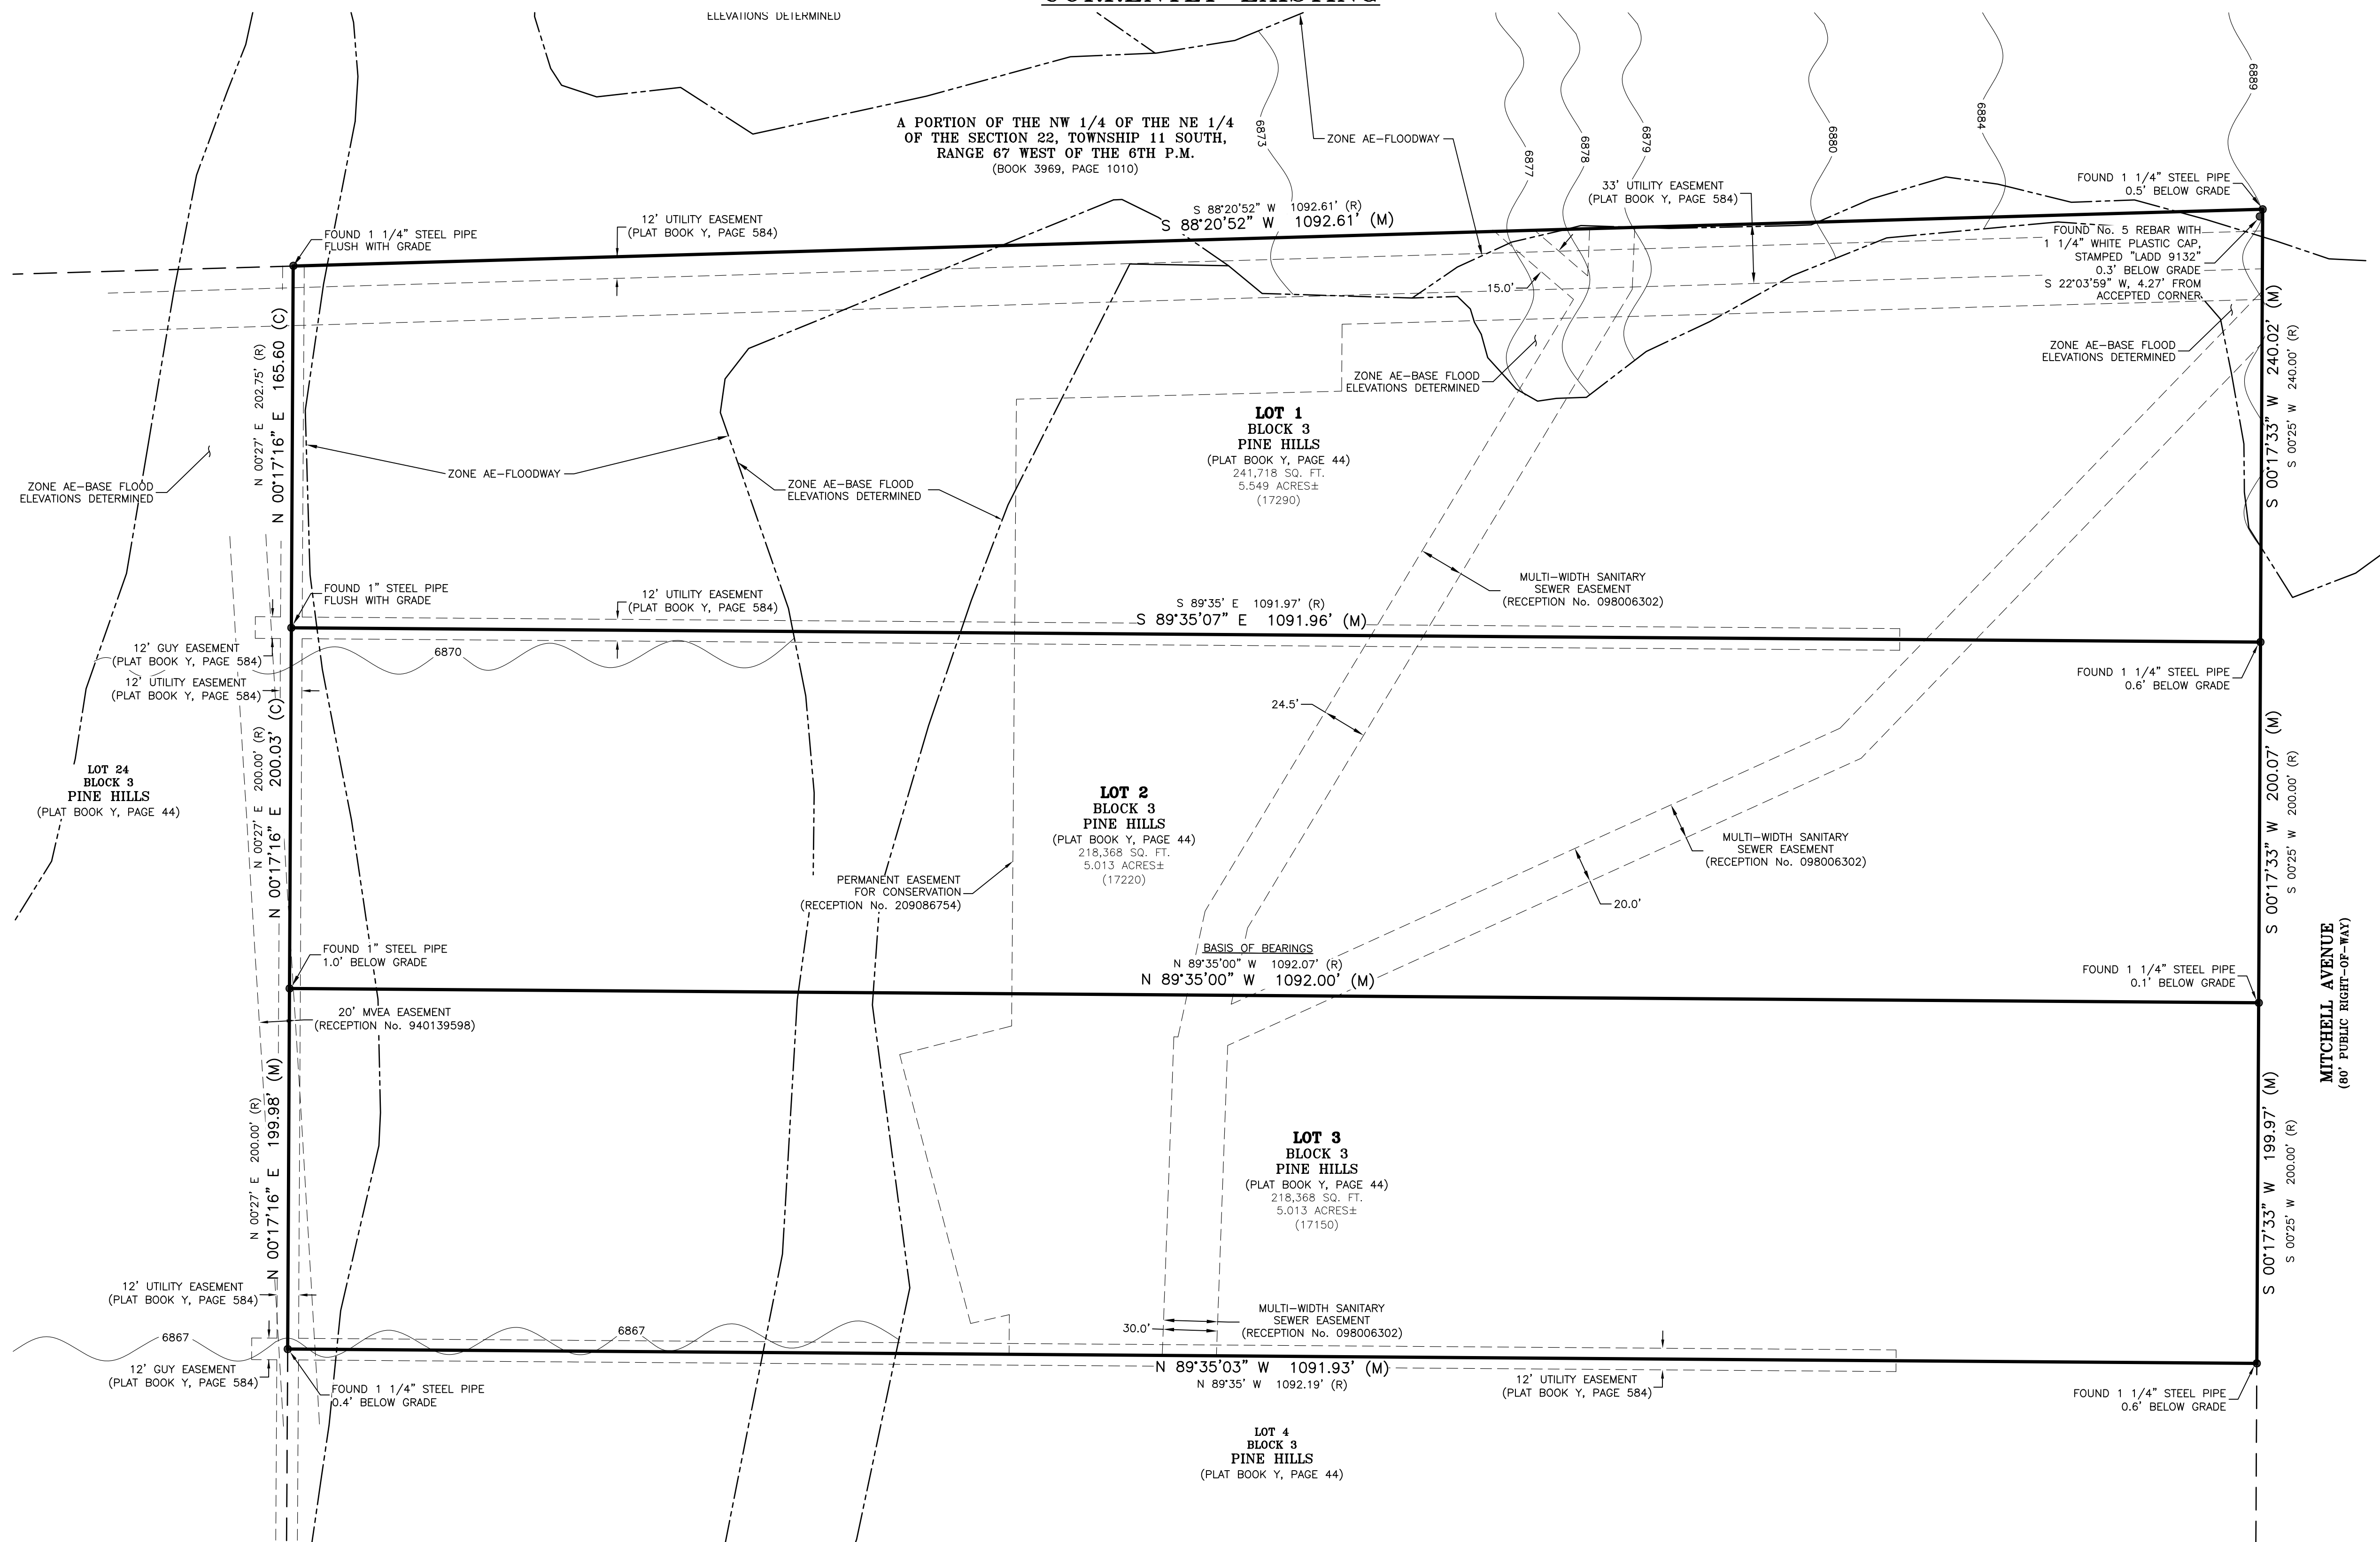 ELEVATIONS DETERMINED
A PORTION OF THE NW 1/4 OF THE NE 1/4
OF THE SECTION 22, TOWNSHIP 11 SOUTH,
RANGE 67 WEST OF THE 6TH P.M.
(BOOK 3969, PAGE 1010)
6873
ZONE AE-FLOODWAY
6877
6878
6879
6880
6884
6889
33' UTILITY EASEMENT
(PLAT BOOK Y, PAGE 584)
FOUND 1 1/4" STEEL PIPE
0.5' BELOW GRADE
FOUND No. 5 REBAR WITH
1 1/4" WHITE PLASTIC CAP,
STAMPED "LADD 9132"
0.3' BELOW GRADE
S 22°03'59" W, 4.27' FROM
ACCEPTED CORNER
12' UTILITY EASEMENT
(PLAT BOOK Y, PAGE 584)
S 88°20'52" W 1092.61' (R)
S 88°20'52" W 1092.61' (M)
FOUND 1 1/4" STEEL PIPE
FLUSH WITH GRADE
15.0'
ZONE AE-BASE FLOOD
ELEVATIONS DETERMINED
ZONE AE-BASE FLOOD
ELEVATIONS DETERMINED
N 00°27' E 202.75' (R)
N 00°17'16" E 165.60 (C)
S 00°17'33" W 240.02' (M)
S 00°25' W 240.00' (R)
LOT 1
BLOCK 3
PINE HILLS
(PLAT BOOK Y, PAGE 44)
241,718 SQ. FT.
5.549 ACRES±
(17290)
ZONE AE-BASE FLOOD
ELEVATIONS DETERMINED
ZONE AE-FLOODWAY
ZONE AE-BASE FLOOD
ELEVATIONS DETERMINED
FOUND 1" STEEL PIPE
FLUSH WITH GRADE
12' UTILITY EASEMENT
(PLAT BOOK Y, PAGE 584)
S 89°35' E 1091.97' (R)
S 89°35'07" E 1091.96' (M)
MULTI-WIDTH SANITARY
SEWER EASEMENT
(RECEPTION No. 098006302)
12' GUY EASEMENT
(PLAT BOOK Y, PAGE 584)
6870
12' UTILITY EASEMENT
(PLAT BOOK Y, PAGE 584)
FOUND 1 1/4" STEEL PIPE
0.6' BELOW GRADE
24.5'
N 00°27' E 200.00' (R)
N 00°17'16" E 200.03' (C)
S 00°17'33" W 200.07' (M)
S 00°25' W 200.00' (R)
LOT 24
BLOCK 3
PINE HILLS
(PLAT BOOK Y, PAGE 44)
LOT 2
BLOCK 3
PINE HILLS
(PLAT BOOK Y, PAGE 44)
218,368 SQ. FT.
5.013 ACRES±
(17220)
MULTI-WIDTH SANITARY
SEWER EASEMENT
(RECEPTION No. 098006302)
PERMANENT EASEMENT
FOR CONSERVATION
(RECEPTION No. 209086754)
20.0'
FOUND 1" STEEL PIPE
1.0' BELOW GRADE
BASIS OF BEARINGS
N 89°35'00" W 1092.07' (R)
N 89°35'00" W 1092.00' (M)
FOUND 1 1/4" STEEL PIPE
0.1' BELOW GRADE
MITCHELL AVENUE
(80' PUBLIC RIGHT-OF-WAY)
20' MVEA EASEMENT
(RECEPTION No. 940139598)
N 00°27' E 200.00' (R)
N 00°17'16" E 199.98' (M)
S 00°17'33" W 199.97' (M)
S 00°25' W 200.00' (R)
LOT 3
BLOCK 3
PINE HILLS
(PLAT BOOK Y, PAGE 44)
218,368 SQ. FT.
5.013 ACRES±
(17150)
12' UTILITY EASEMENT
(PLAT BOOK Y, PAGE 584)
MULTI-WIDTH SANITARY
SEWER EASEMENT
(RECEPTION No. 098006302)
30.0'
6867
6867
12' GUY EASEMENT
(PLAT BOOK Y, PAGE 584)
FOUND 1 1/4" STEEL PIPE
0.4' BELOW GRADE
N 89°35'03" W 1091.93' (M)
N 89°35' W 1092.19' (R)
12' UTILITY EASEMENT
(PLAT BOOK Y, PAGE 584)
FOUND 1 1/4" STEEL PIPE
0.6' BELOW GRADE
LOT 4
BLOCK 3
PINE HILLS
(PLAT BOOK Y, PAGE 44)